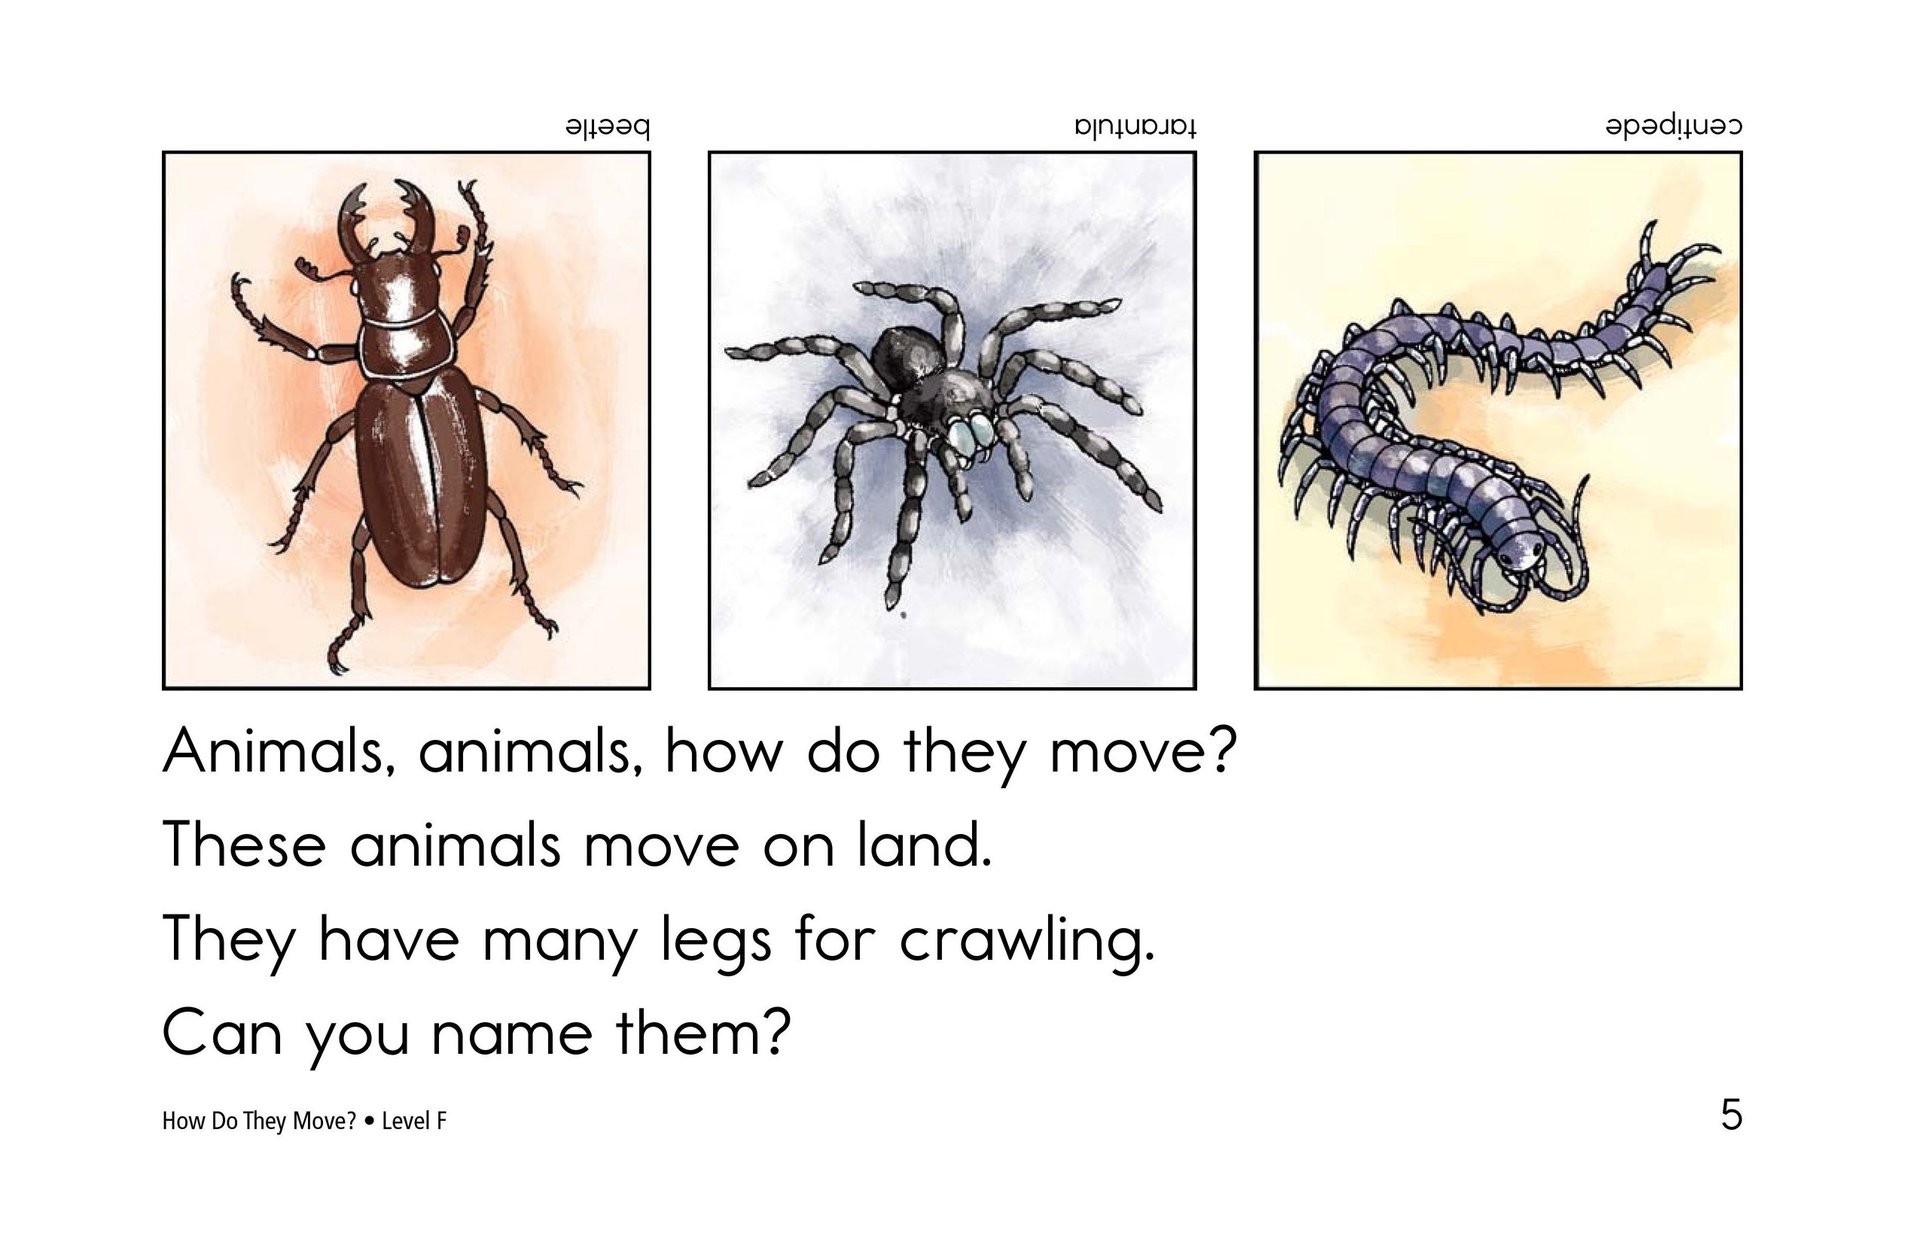 beetle
tarantula
centipede
Animals, animals, how do they move?
These animals move on land.
They have many legs for crawling.
Can you name them?
How Do They Move? • Level F
5